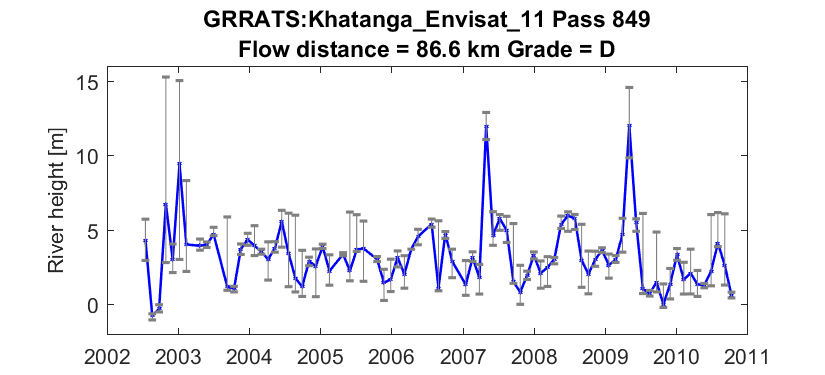 GRRATS:Khatanga_Envisat_11 Pass 849
Flow distance = 86.6 km Grade = D
River height [m]
15
10
5
0
2002 2003 2004 2005 2006 2007 2008 2009 2010 2011